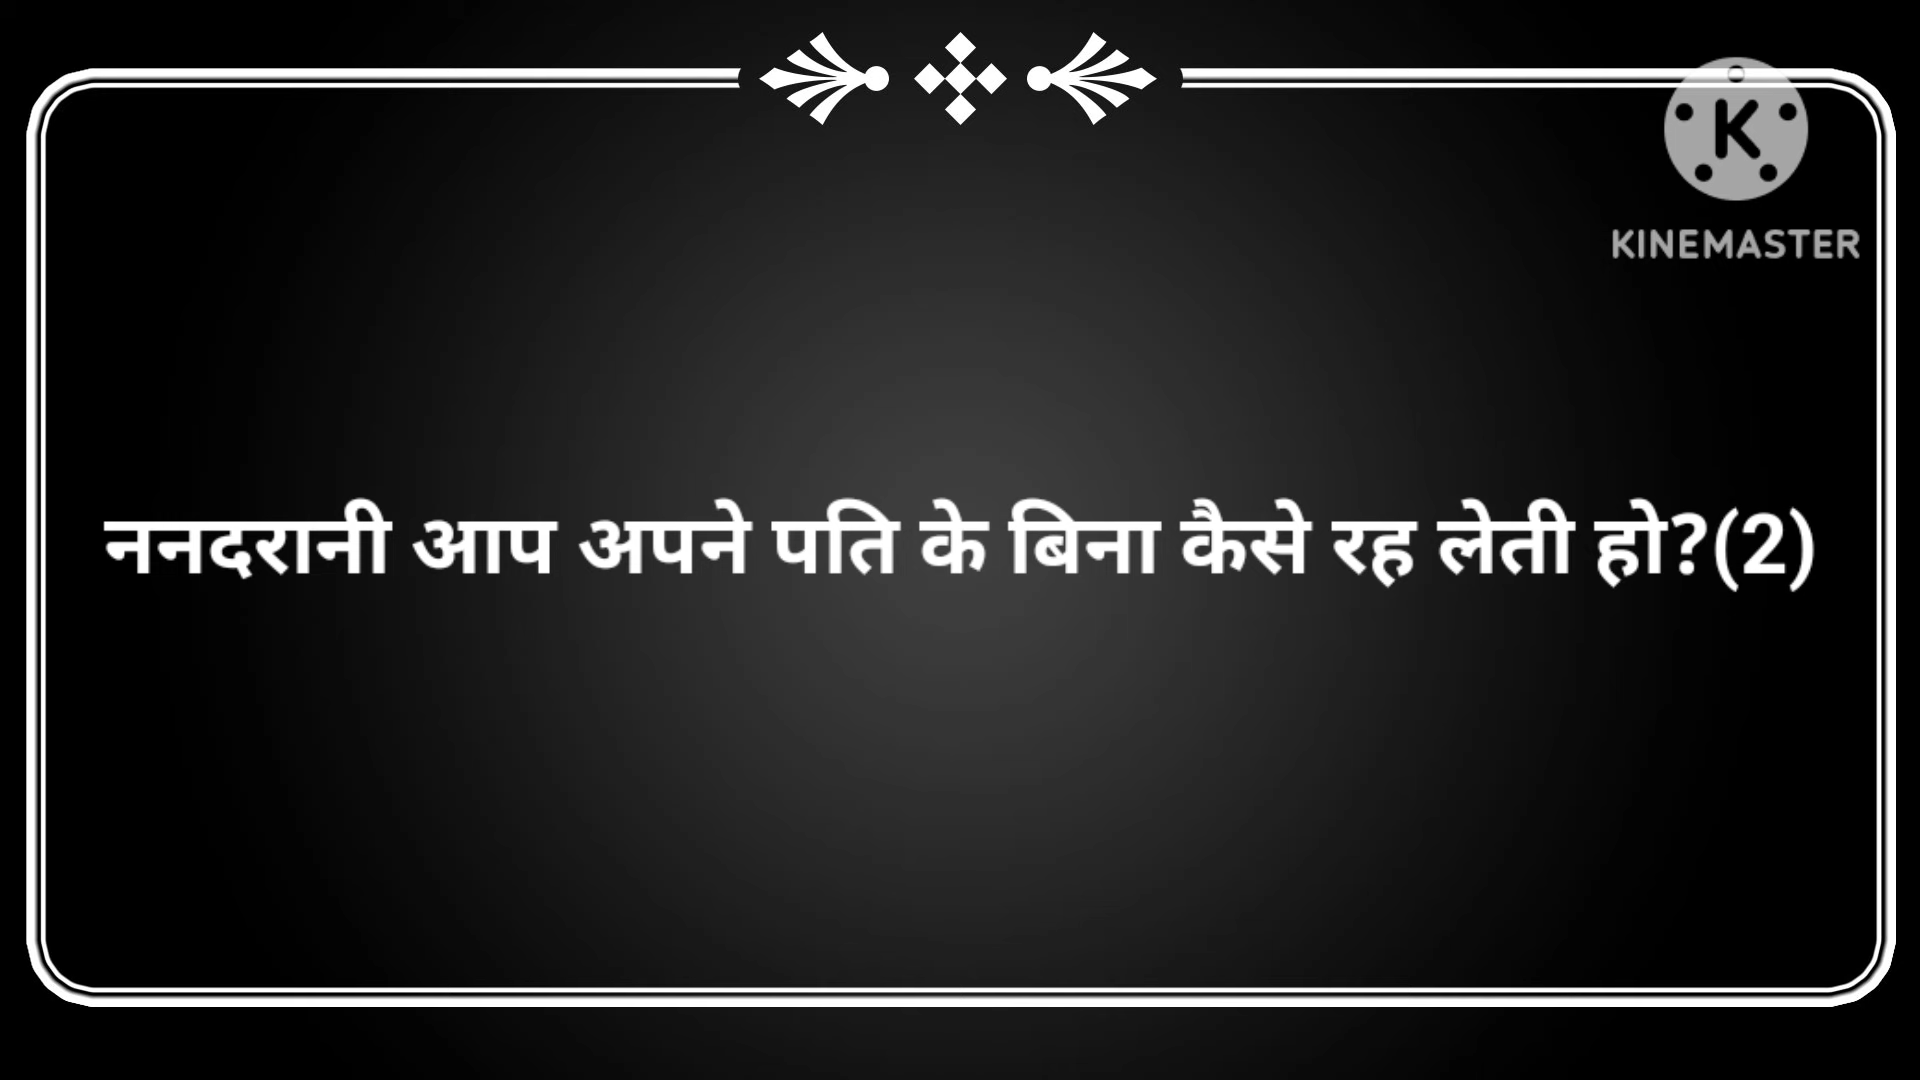 KINEMASTER
ननदरानी आप अपने पति के बिना कैसे रह लेती हो?(2)